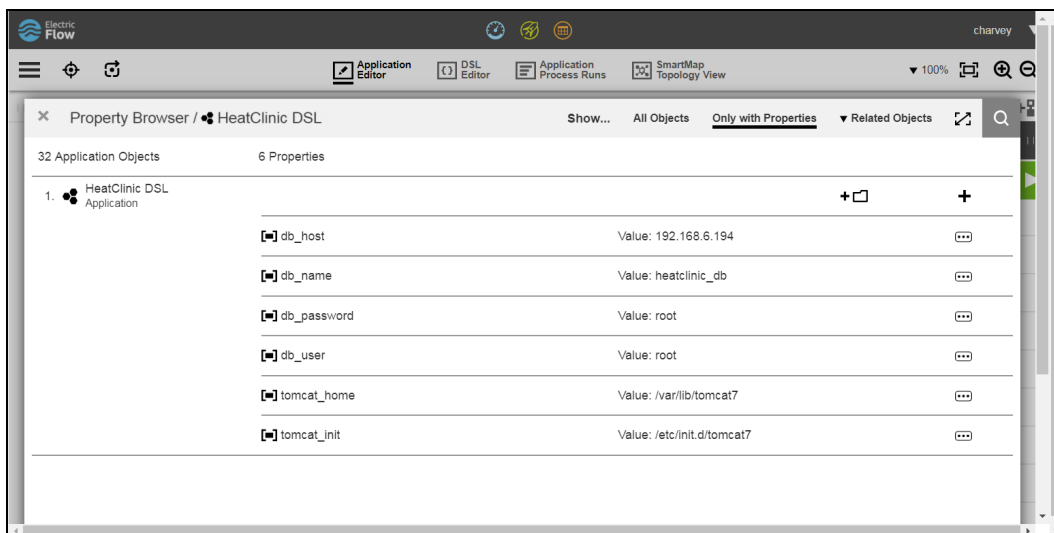 Electric
Flow
charvey
Application
Editor
DSL
Editor
Application
Process Runs
SmartMap
Topology View
▼ 100%
Property Browser / HeatClinic DSL
Show...
All Objects
Only with Properties
▼ Related Objects
32 Application Objects
6 Properties
1. HeatClinic DSL
Application
db_host
Value: 192.168.6.194
db_name
Value: heatclinic_db
db_password
Value: root
db_user
Value: root
tomcat_home
Value: /var/lib/tomcat7
tomcat_init
Value: /etc/init.d/tomcat7